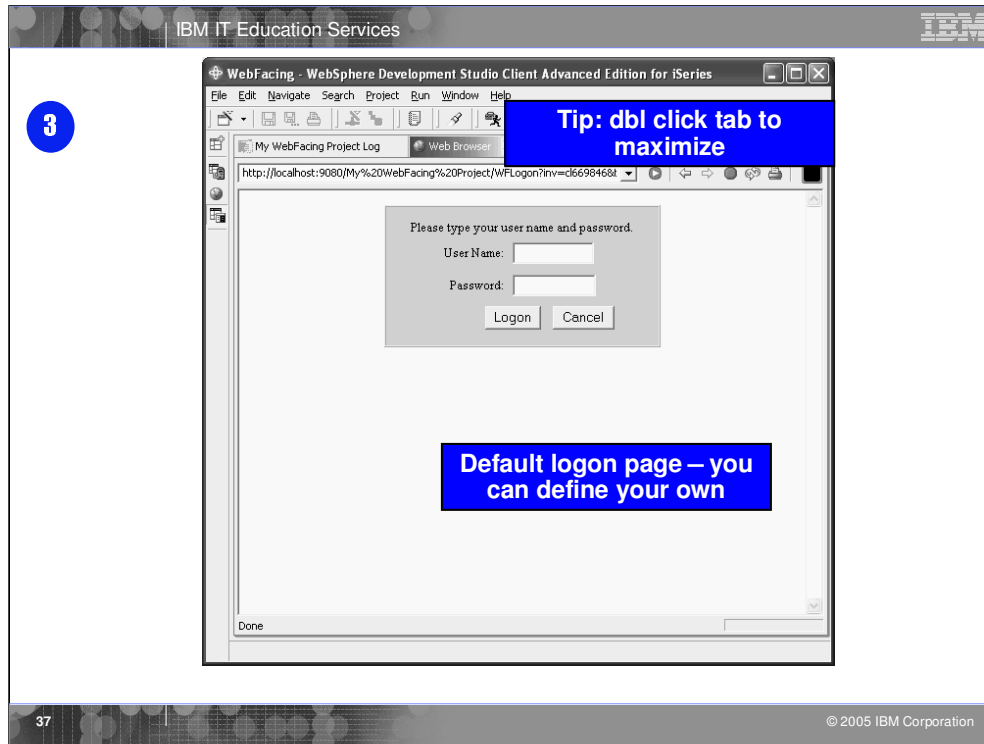 IBM IT Education Services
IBM
WebFacing - WebSphere Development Studio Client Advanced Edition for iSeries
File Edit Navigate Search Project Run Window Help
3
Tip: dbl click tab to
maximize
My WebFacing Project Log
Web Browser
http://localhost:9080/My%20WebFacing%20Project/WFLogon?inv=cl6698468&
Please type your user name and password.
User Name:
Password:
Logon Cancel
Default logon page – you
can define your own
Done
37
© 2005 IBM Corporation